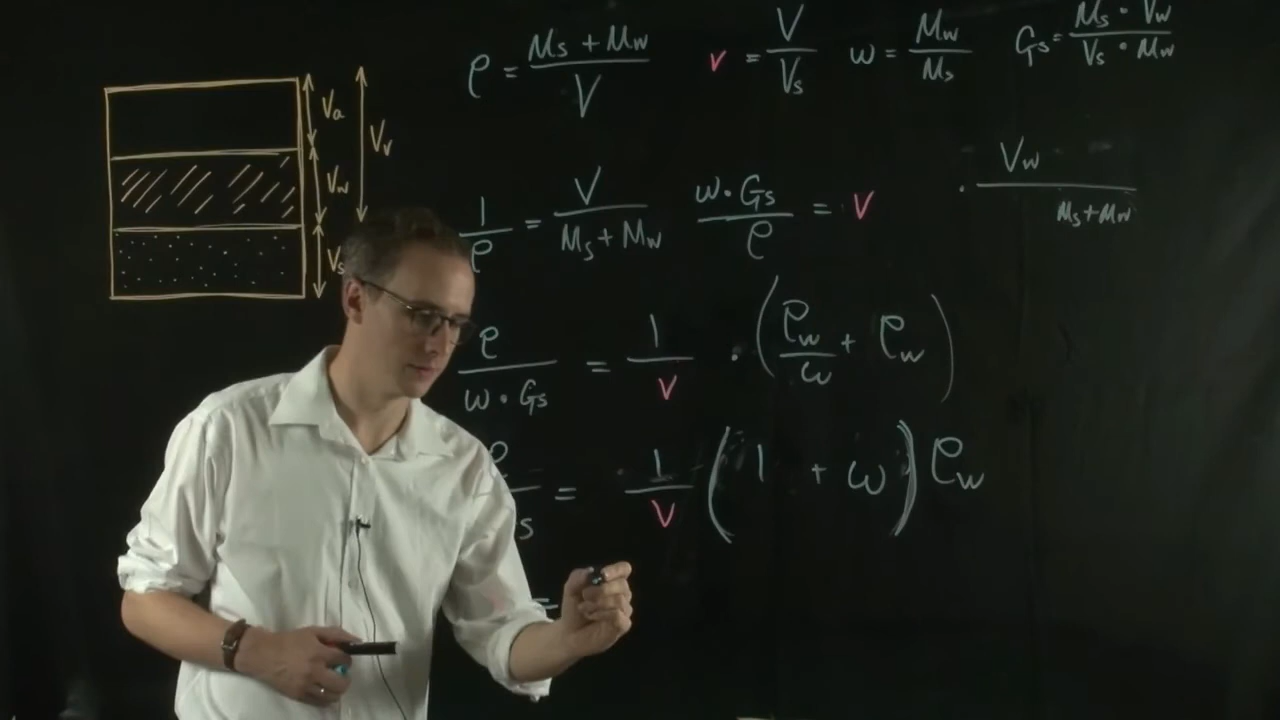 ρ = (Ms + Mw) / V   v = V / Vs   ω = Mw / Ms   Gs = (Ms · Vw) / (Vs · Mw)
Va
Vv
Vw
Vs
1/ρ = V / (Ms + Mw)   (ω · Gs) / ρ = v   · Vw / (Ms + Mw)
ρ / (ω · Gs) = 1/v · (ρw/ω + ρw)
s = 1/v (1 + ω) ρw
=